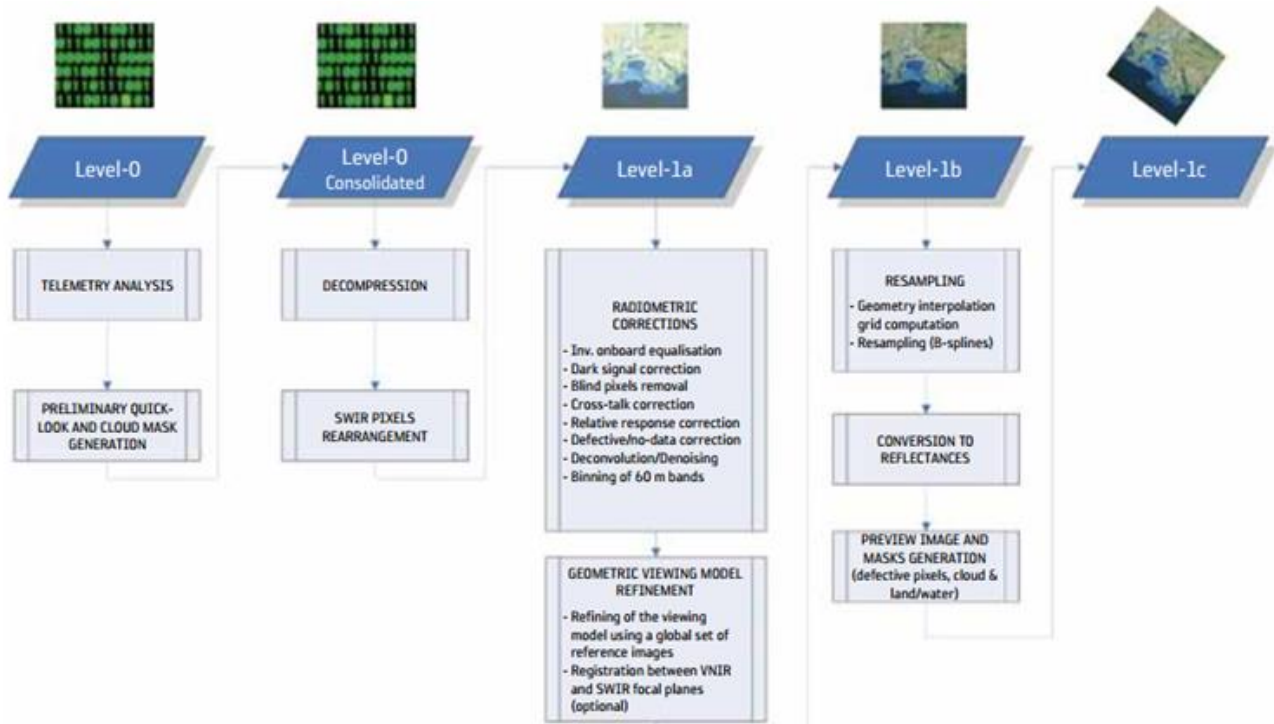 Level-0
TELEMETRY ANALYSIS
PRELIMINARY QUICK-
LOOK AND CLOUD MASK
GENERATION
Level-0
Consolidated
DECOMPRESSION
SWIR PIXELS
REARRANGEMENT
Level-1a
RADIOMETRIC
CORRECTIONS
- Inv. onboard equalisation
- Dark signal correction
- Blind pixels removal
- Cross-talk correction
- Relative response correction
- Defective/no-data correction
- Deconvolution/Denoising
- Binning of 60 m bands
GEOMETRIC VIEWING MODEL
REFINEMENT
- Refining of the viewing
model using a global set of
reference images
- Registration between VNIR
and SWIR focal planes
(optional)
Level-1b
RESAMPLING
- Geometry interpolation
grid computation
- Resampling (B-splines)
CONVERSION TO
REFLECTANCES
PREVIEW IMAGE AND
MASKS GENERATION
(defective pixels, cloud &
land/water)
Level-1c